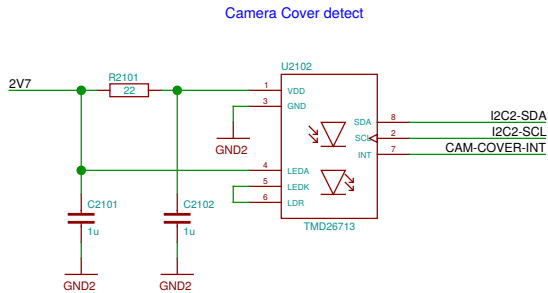 Camera Cover detect
2V7
R2101
22
U2102
1 VDD
3 GND
SDA 8 I2C2-SDA
SCL 2 I2C2-SCL
INT 7 CAM-COVER-INT
GND2
4 LEDA
5 LEDK
6 LDR
C2101
1u
C2102
1u
TMD26713
GND2
GND2